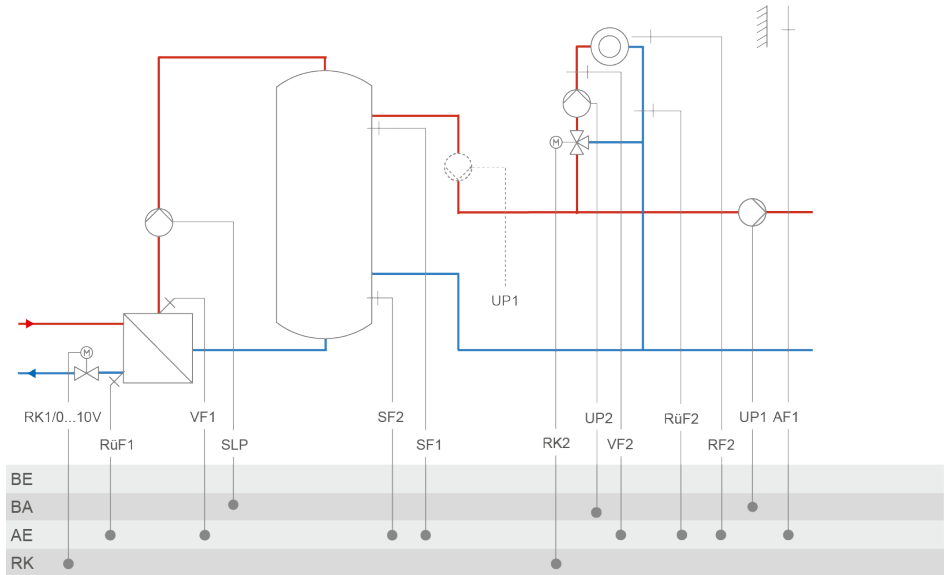 M
UP1
M
RK1/0...10V
VF1
SF2
UP2
RüF2
UP1
AF1
RüF1
SLP
SF1
RK2
VF2
RF2
BE
BA
AE
RK